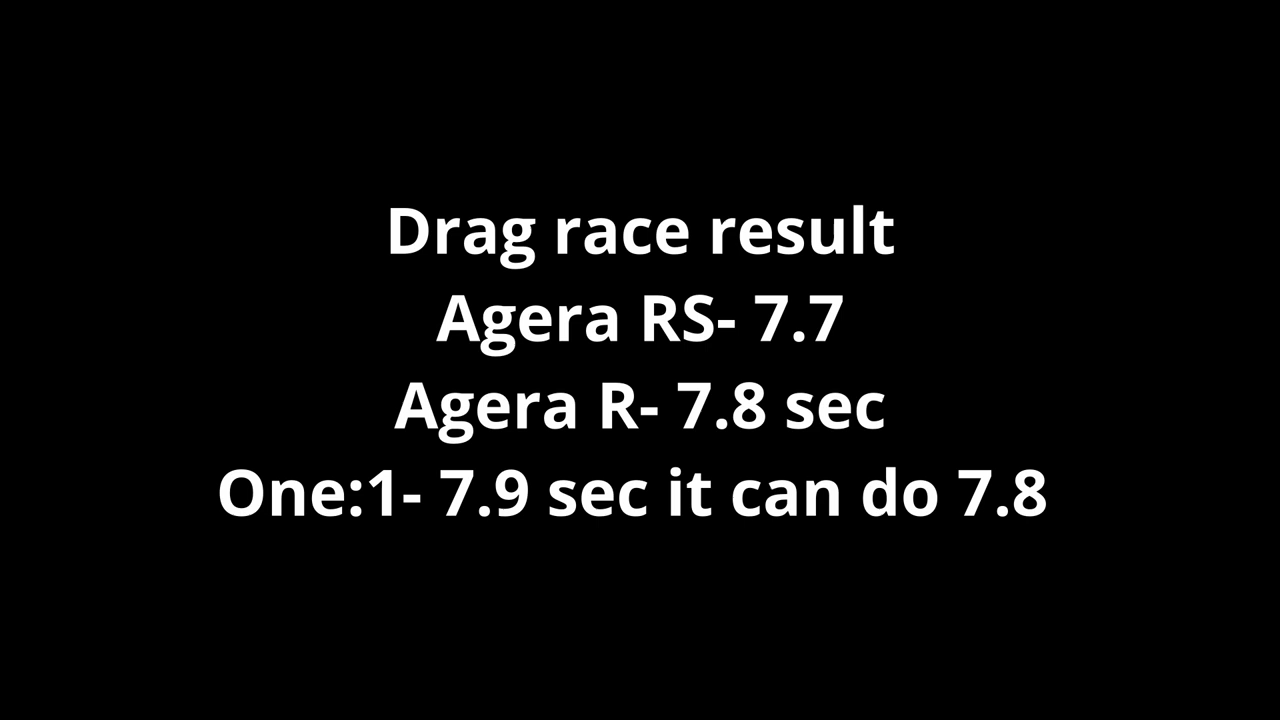 Drag race result
Agera RS- 7.7
Agera R- 7.8 sec
One:1- 7.9 sec it can do 7.8